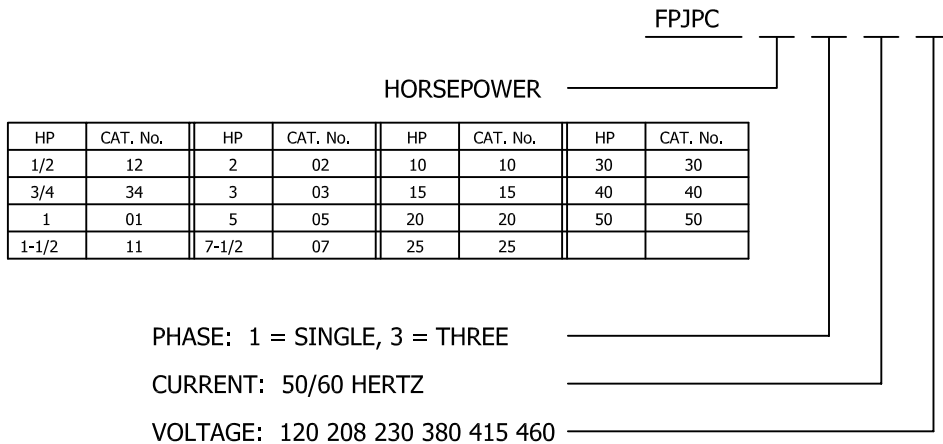 FPJPC
HORSEPOWER
HP CAT. No. HP CAT. No. HP CAT. No. HP CAT. No.
1/2 12 2 02 10 10 30 30
3/4 34 3 03 15 15 40 40
1 01 5 05 20 20 50 50
1-1/2 11 7-1/2 07 25 25
PHASE: 1 = SINGLE, 3 = THREE
CURRENT: 50/60 HERTZ
VOLTAGE: 120 208 230 380 415 460